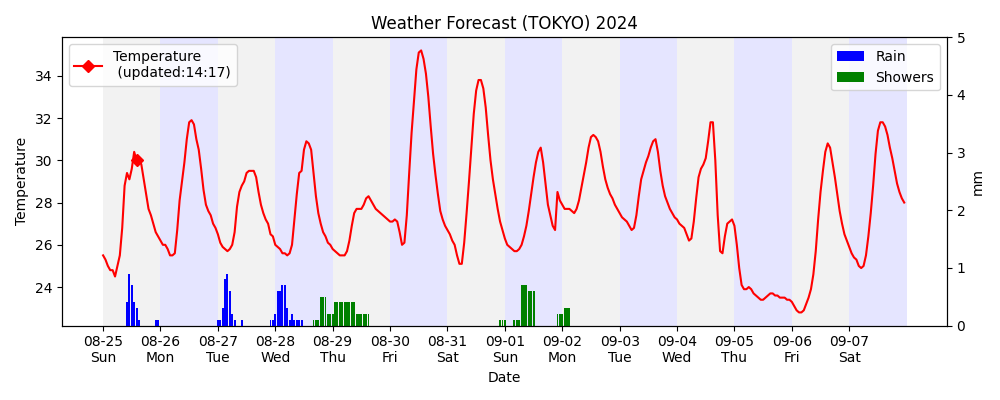 Weather Forecast (TOKYO) 2024
Temperature
(updated:14:17)
Rain
Showers
Temperature
34
32
30
28
26
24
5
4
3
2
1
0
mm
08-25 08-26 08-27 08-28 08-29 08-30 08-31 09-01 09-02 09-03 09-04 09-05 09-06 09-07
Sun Mon Tue Wed Thu Fri Sat Sun Mon Tue Wed Thu Fri Sat
Date